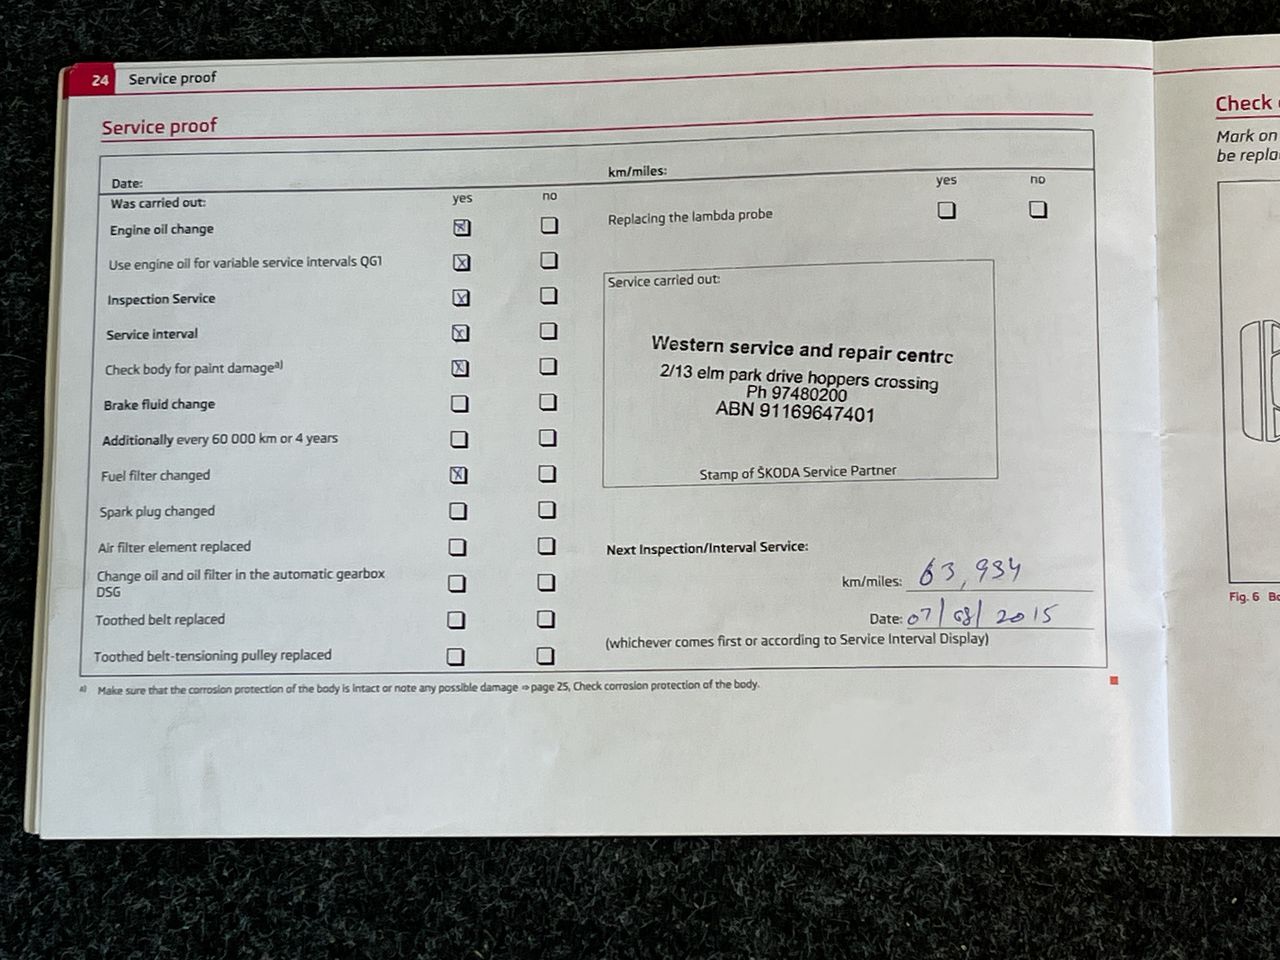 24 Service proof
Service proof
Date:
km/miles:
Was carried out:
yes no
yes no
Engine oil change
Replacing the lambda probe
Use engine oil for variable service intervals QG1
Inspection Service
Service interval
Check body for paint damage a)
Brake fluid change
Additionally every 60 000 km or 4 years
Fuel filter changed
Spark plug changed
Air filter element replaced
Change oil and oil filter in the automatic gearbox
DSG
Toothed belt replaced
Toothed belt-tensioning pulley replaced
Service carried out:
Western service and repair centre
2/13 elm park drive hoppers crossing
Ph 97480200
ABN 91169647401
Stamp of ŠKODA Service Partner
Next Inspection/Interval Service:
km/miles: 63,934
Date: 07/08/2015
(whichever comes first or according to Service Interval Display)
a) Make sure that the corrosion protection of the body is intact or note any possible damage ⇒ page 25, Check corrosion protection of the body.
Check
Mark on
be repla
Fig. 6 Bo